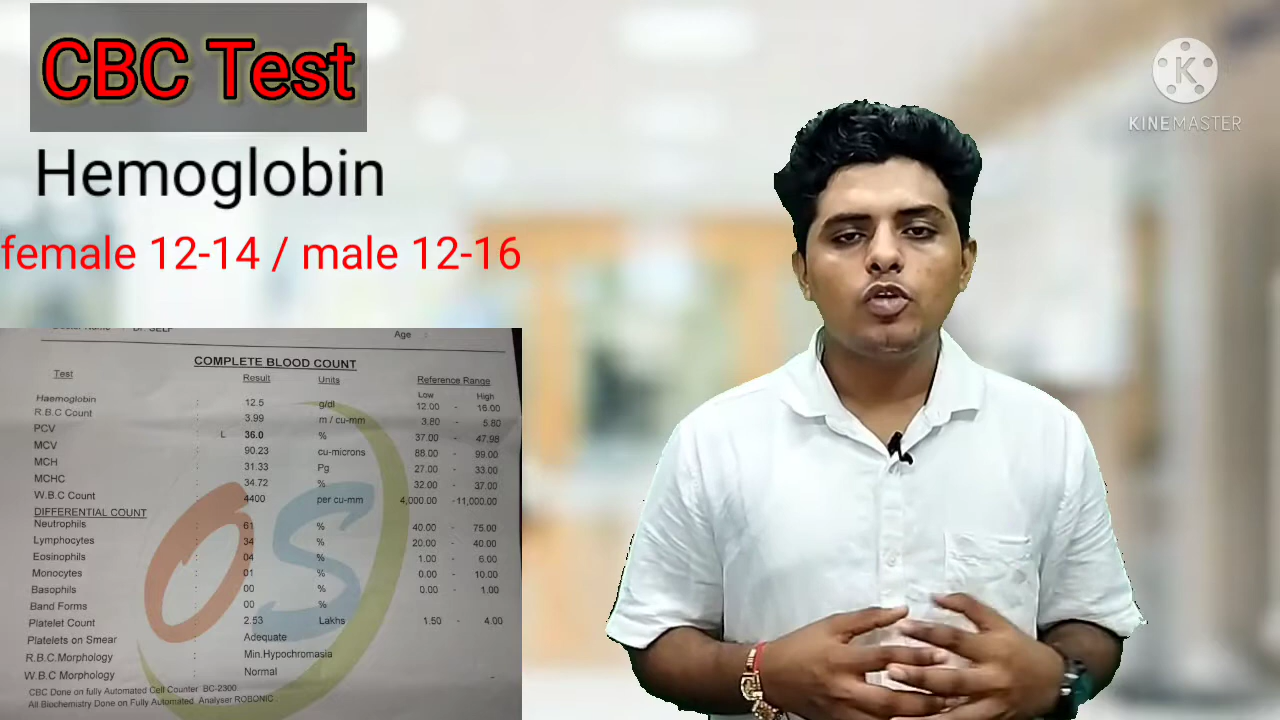 CBC Test
KINEMASTER
Hemoglobin
female 12-14 / male 12-16
Doctor Name : Dr. SELF
Age :
COMPLETE BLOOD COUNT
Test Result Units Reference Range
Low High
Haemoglobin : 12.5 g/dl 12.00 - 16.00
R.B.C Count : 3.99 m / cu-mm 3.80 - 5.80
PCV : L 36.0 % 37.00 - 47.98
MCV : 90.23 cu-microns 88.00 - 99.00
MCH : 31.33 Pg 27.00 - 33.00
MCHC : 34.72 % 32.00 - 37.00
W.B.C Count : 4400 per cu-mm 4,000.00 -11,000.00
DIFFERENTIAL COUNT
Neutrophils : 61 % 40.00 - 75.00
Lymphocytes : 34 % 20.00 - 40.00
Eosinophils : 04 % 1.00 - 6.00
Monocytes : 01 % 0.00 - 10.00
Basophils : 00 % 0.00 - 1.00
Band Forms : 00 %
Platelet Count : 2.53 Lakhs 1.50 - 4.00
Platelets on Smear : Adequate
R.B.C.Morphology : Min.Hypochromasia
W.B.C Morphology : Normal -
CBC Done on fully Automated Cell Counter BC-2300.
All Biochemistry Done on Fully Automated Analyser ROBONIC .
OS